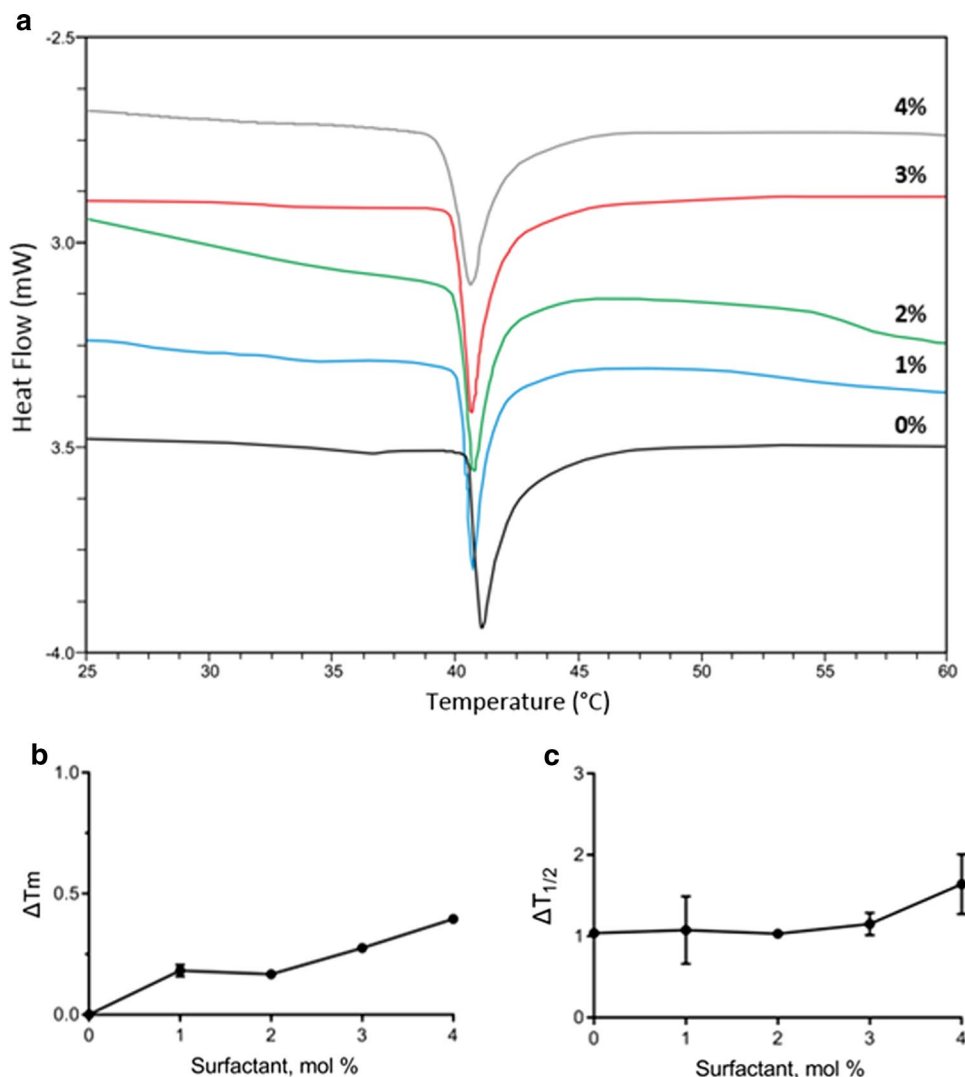 a
-2.5
4%
3%
3.0
2%
1%
0%
3.5
-4.0
Heat Flow (mW)
25 30 35 40 45 50 55 60
Temperature (°C)
b
1.0
0.5
0.0
ΔTm
0 1 2 3 4
Surfactant, mol %
c
3
2
1
0
ΔT1/2
0 1 2 3 4
Surfactant, mol %